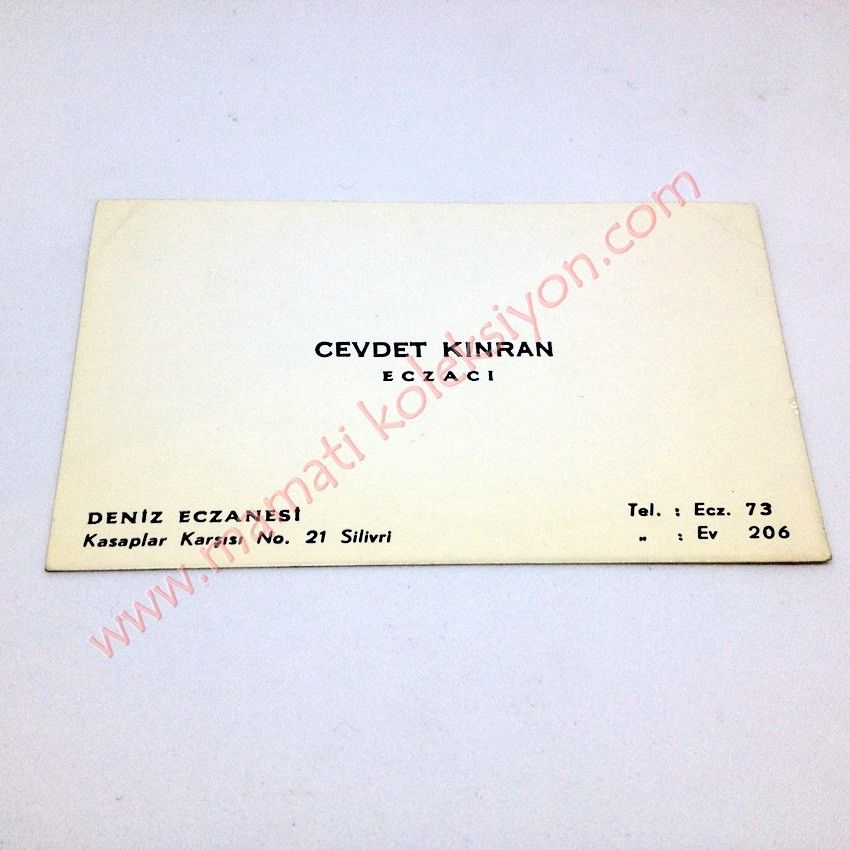 CEVDET KINRAN
ECZACI
DENİZ ECZANESİ
Kasaplar Karşısı No. 21 Silivri
Tel. : Ecz. 73
„ : Ev 206
www.mamati koleksiyon.com